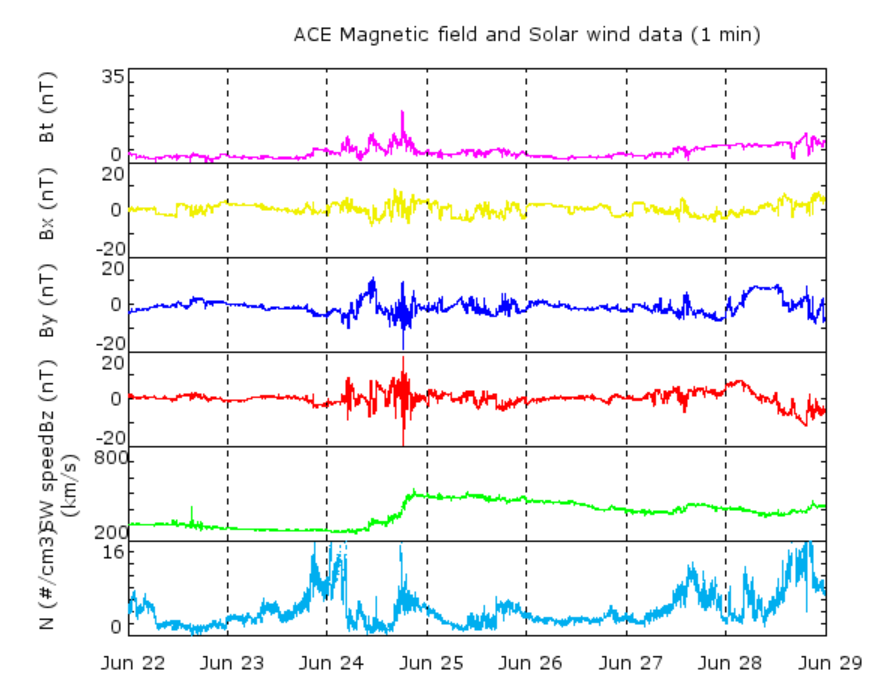 ACE Magnetic field and Solar wind data (1 min)
Bt (nT)
35
0
Bx (nT)
20
0
-20
By (nT)
20
0
-20
Bz (nT)
20
0
-20
SW speed
(km/s)
800
200
N (#/cm3)
16
0
Jun 22 Jun 23 Jun 24 Jun 25 Jun 26 Jun 27 Jun 28 Jun 29